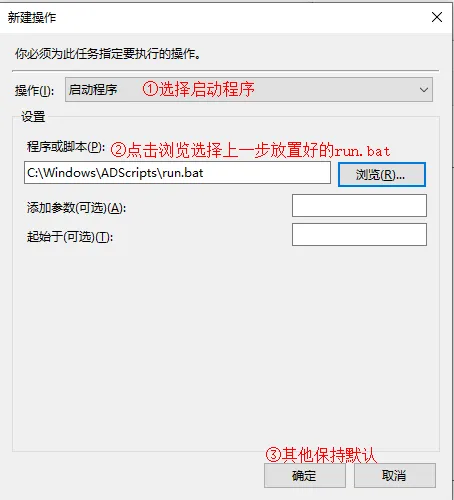 新建操作
你必须为此任务指定要执行的操作。
操作(I): 启动程序 ①选择启动程序
设置
程序或脚本(P): ②点击浏览选择上一步放置好的run.bat
C:\Windows\ADScripts\run.bat 浏览(R)...
添加参数(可选)(A):
起始于(可选)(T):
③其他保持默认
确定 取消